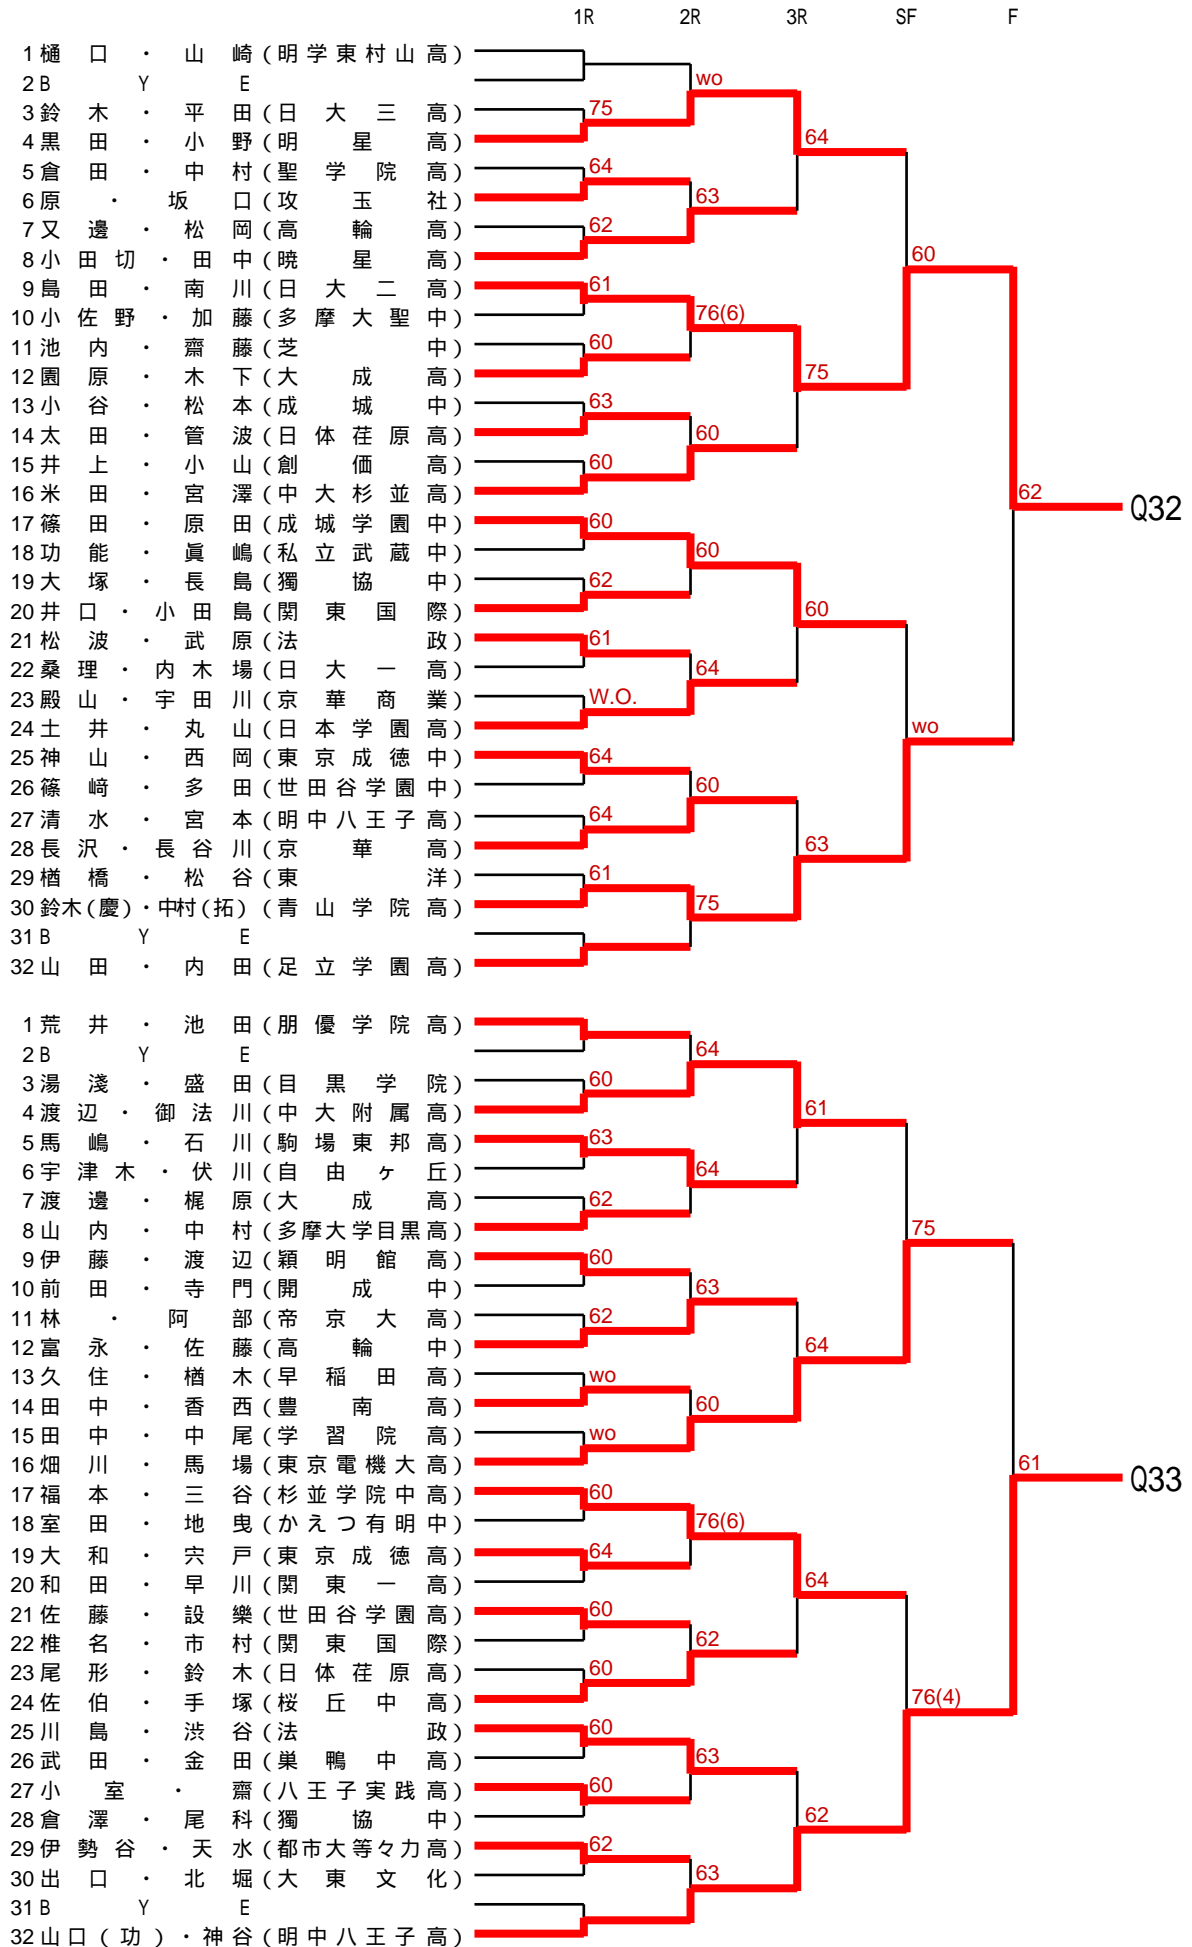 1R 2R 3R SF F
1 樋口・山崎(明学東村山高)
2 BYE
wo
3 鈴木・平田(日大三高)
75
4 黒田・小野(明星高)
64
5 倉田・中村(聖学院高)
64
6 原・坂口(攻玉社)
63
7 又邊・松岡(高輪高)
62
8 小田切・田中(暁星高)
60
9 島田・南川(日大二高)
61
10 小佐野・加藤(多摩大聖中)
76(6)
11 池内・齋藤(芝中)
60
12 園原・木下(大成高)
75
13 小谷・松本(成城中)
63
14 太田・管波(日体荏原高)
60
15 井上・小山(創価高)
60
16 米田・宮澤(中大杉並高)
62
Q32
17 篠田・原田(成城学園中)
60
18 功能・眞嶋(私立武蔵中)
60
19 大塚・長島(獨協中)
62
20 井口・小田島(関東国際)
60
21 松波・武原(法政)
61
22 桑理・内木場(日大一高)
64
23 殿山・宇田川(京華商業)
W.O.
24 土井・丸山(日本学園高)
wo
25 神山・西岡(東京成徳中)
64
26 篠﨑・多田(世田谷学園中)
60
27 清水・宮本(明中八王子高)
64
28 長沢・長谷川(京華高)
63
29 楢橋・松谷(東洋)
61
30 鈴木(慶)・中村(拓)(青山学院高)
75
31 BYE
32 山田・内田(足立学園高)
1 荒井・池田(朋優学院高)
2 BYE
64
3 湯淺・盛田(目黒学院)
60
4 渡辺・御法川(中大附属高)
61
5 馬嶋・石川(駒場東邦高)
63
6 宇津木・伏川(自由ヶ丘)
64
7 渡邊・梶原(大成高)
62
8 山内・中村(多摩大学目黒高)
75
9 伊藤・渡辺(穎明館高)
60
10 前田・寺門(開成中)
63
11 林・阿部(帝京大高)
62
12 富永・佐藤(高輪中)
64
13 久住・楢木(早稲田高)
wo
14 田中・香西(豊南高)
60
15 田中・中尾(学習院高)
wo
16 畑川・馬場(東京電機大高)
61
Q33
17 福本・三谷(杉並学院中高)
60
18 室田・地曳(かえつ有明中)
76(6)
19 大和・宍戸(東京成徳高)
64
20 和田・早川(関東一高)
64
21 佐藤・設樂(世田谷学園高)
60
22 椎名・市村(関東国際)
62
23 尾形・鈴木(日体荏原高)
60
24 佐伯・手塚(桜丘中高)
76(4)
25 川島・渋谷(法政)
60
26 武田・金田(巣鴨中高)
63
27 小室・齋(八王子実践高)
60
28 倉澤・尾科(獨協中)
62
29 伊勢谷・天水(都市大等々力高)
62
30 出口・北堀(大東文化)
63
31 BYE
32 山口(功)・神谷(明中八王子高)